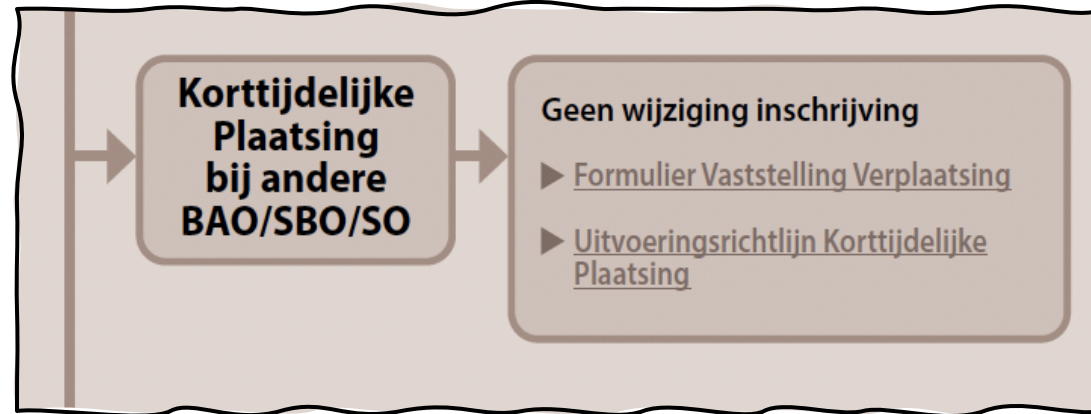 Korttijdelijke
Plaatsing
bij andere
BAO/SBO/SO
Geen wijziging inschrijving
Formulier Vaststelling Verplaatsing
Uitvoeringsrichtlijn Korttijdelijke
Plaatsing